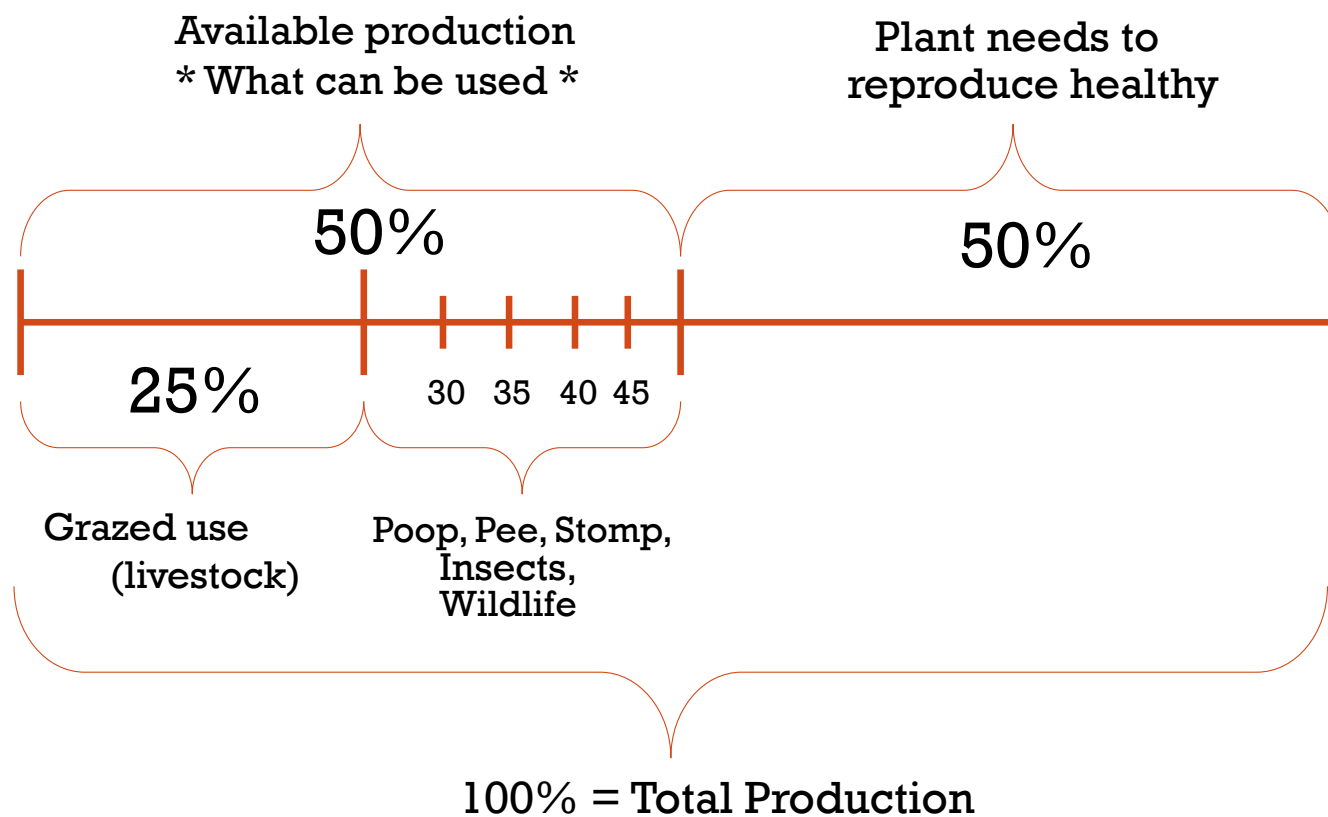 Available production
* What can be used *
Plant needs to
reproduce healthy
50%
50%
25%
30 35 40 45
Grazed use
(livestock)
Poop, Pee, Stomp,
Insects,
Wildlife
100% = Total Production